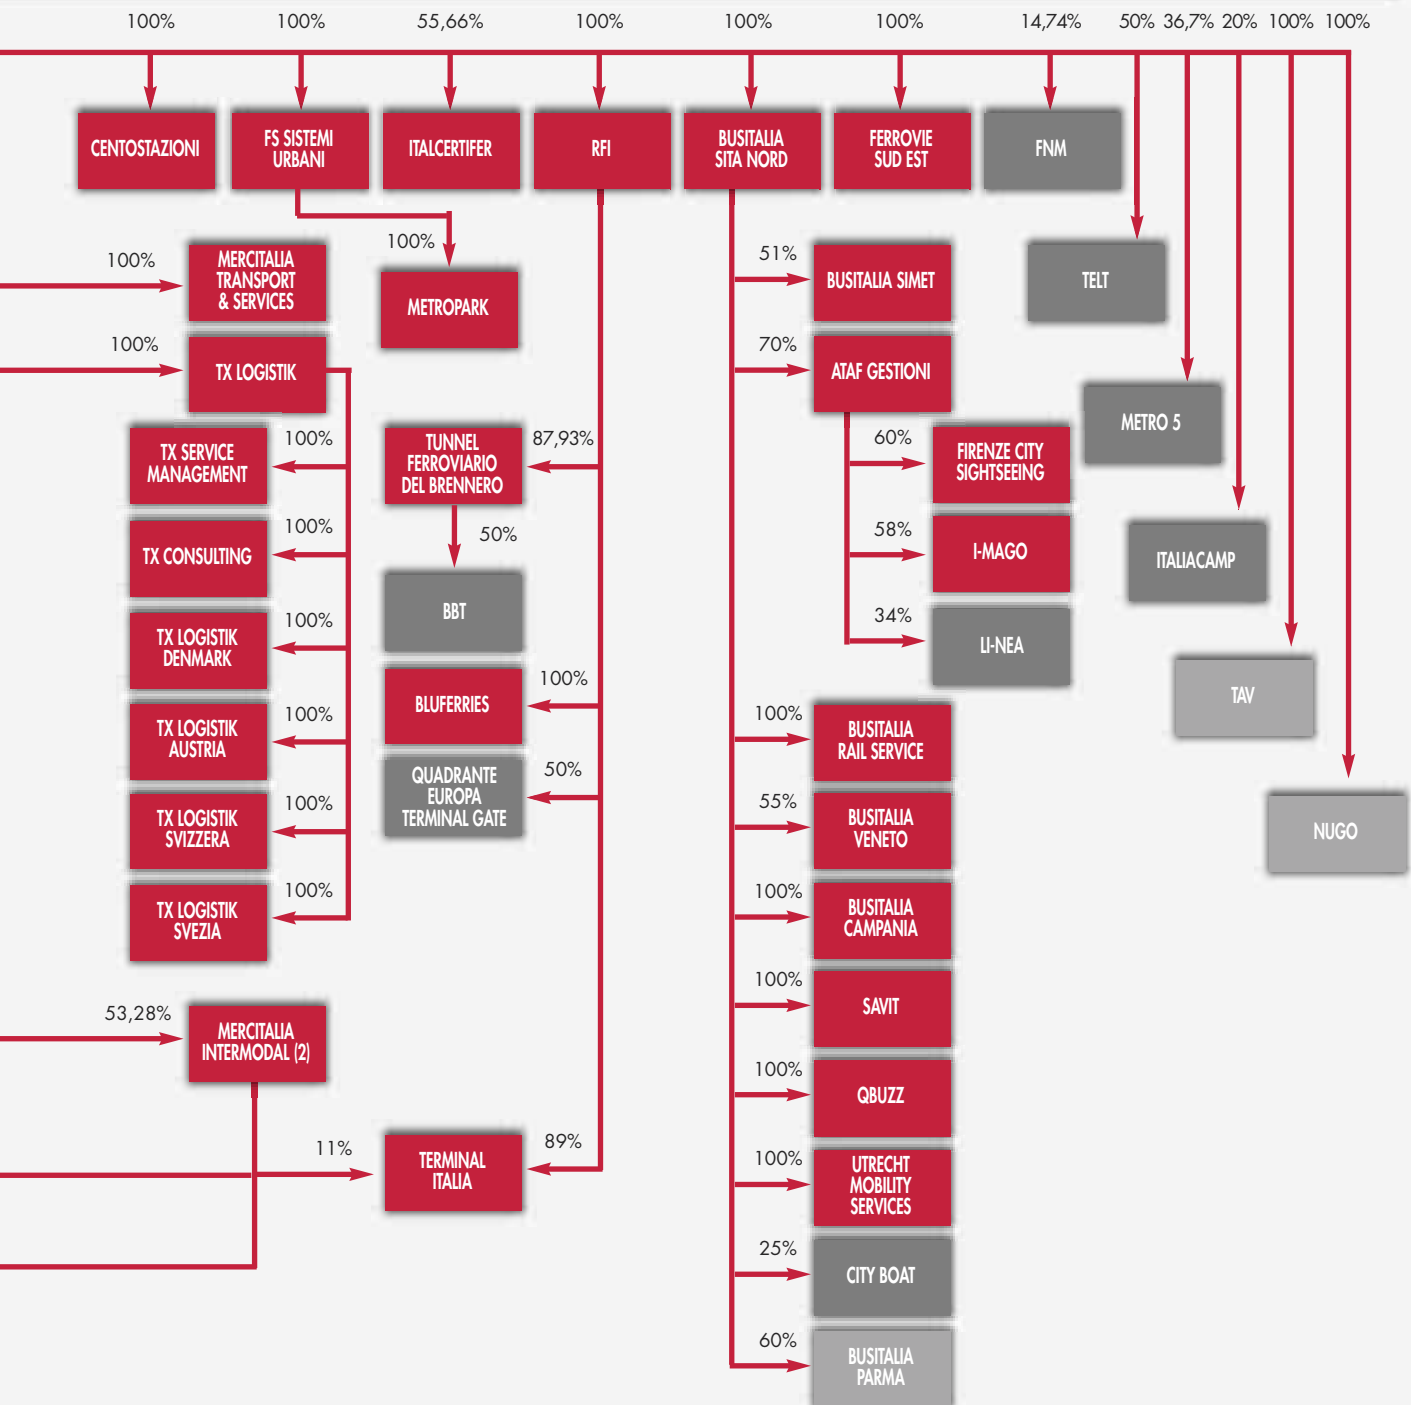 100% 100% 55,66% 100% 100% 100% 14,74% 50% 36,7% 20% 100% 100%
CENTOSTAZIONI
FS SISTEMI
URBANI
ITALCERTIFER
RFI
BUSITALIA
SITA NORD
FERROVIE
SUD EST
FNM
100%
MERCITALIA
TRANSPORT
& SERVICES
100%
METROPARK
100%
TX LOGISTIK
100%
TX SERVICE
MANAGEMENT
100%
TX CONSULTING
100%
TX LOGISTIK
DENMARK
100%
TX LOGISTIK
AUSTRIA
100%
TX LOGISTIK
SVIZZERA
100%
TX LOGISTIK
SVEZIA
87,93%
TUNNEL
FERROVIARIO
DEL BRENNERO
50%
BBT
100%
BLUFERRIES
50%
QUADRANTE
EUROPA
TERMINAL GATE
53,28%
MERCITALIA
INTERMODAL (2)
11%
TERMINAL
ITALIA
89%
51%
BUSITALIA SIMET
70%
ATAF GESTIONI
60%
FIRENZE CITY
SIGHTSEEING
58%
I-MAGO
34%
LI-NEA
100%
BUSITALIA
RAIL SERVICE
55%
BUSITALIA
VENETO
100%
BUSITALIA
CAMPANIA
100%
SAVIT
100%
QBUZZ
100%
UTRECHT
MOBILITY
SERVICES
25%
CITY BOAT
60%
BUSITALIA
PARMA
TELT
METRO 5
ITALIACAMP
TAV
NUGO